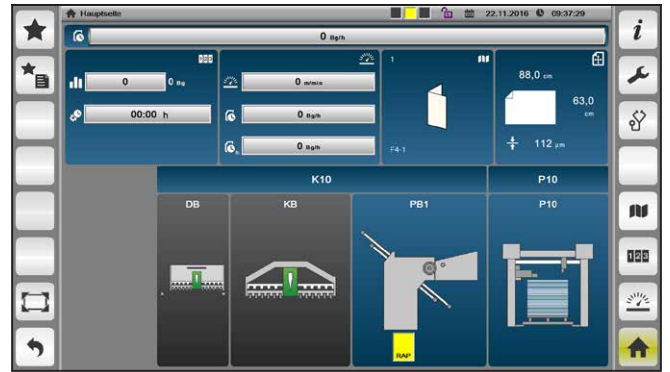 Hauptseite 22.11.2016 09:37:29
0 Bg/h
123
0 0 Bg
00:00 h
0 m/min
0 Bg/h
0 Bg/h
1
F4-1
88,0 cm
63,0
cm
112 µm
K10 P10
DB KB PB1 P10
RAP
i
123